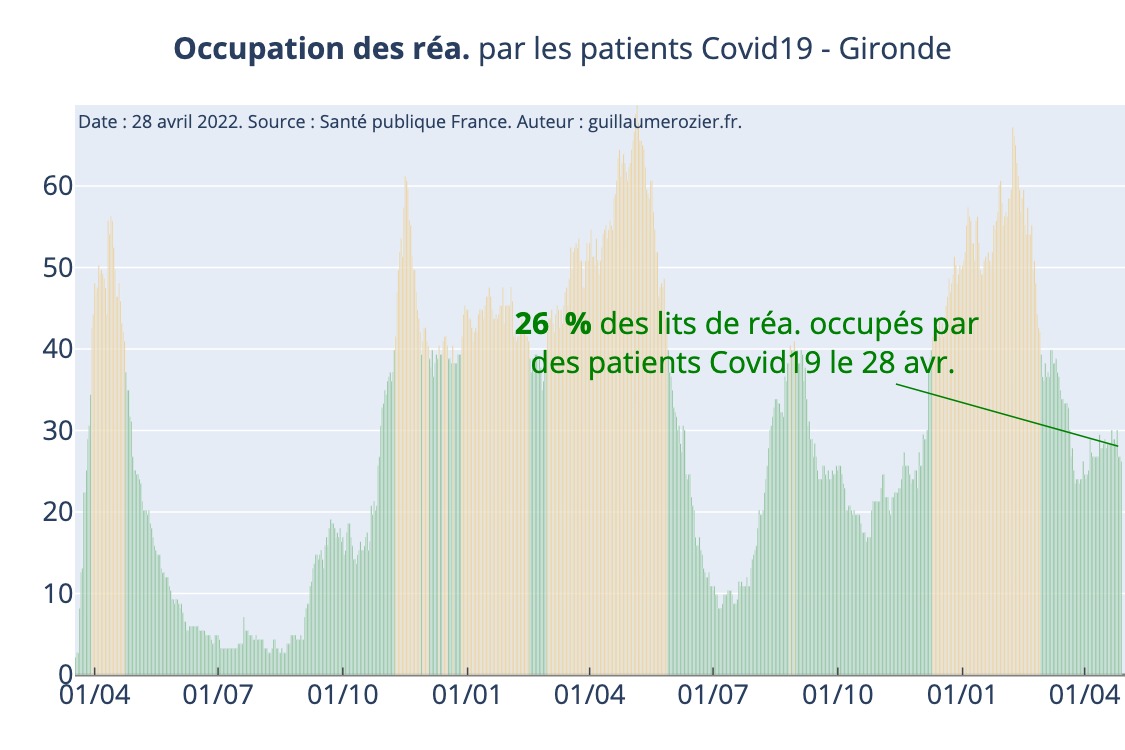 Occupation des réa. par les patients Covid19 - Gironde
Date : 28 avril 2022. Source : Santé publique France. Auteur : guillaumerozier.fr.
60
50
26 % des lits de réa. occupés par
40
des patients Covid19 le 28 avr.
30
20
10
0
01/04 01/07 01/10 01/01 01/04 01/07 01/10 01/01 01/04